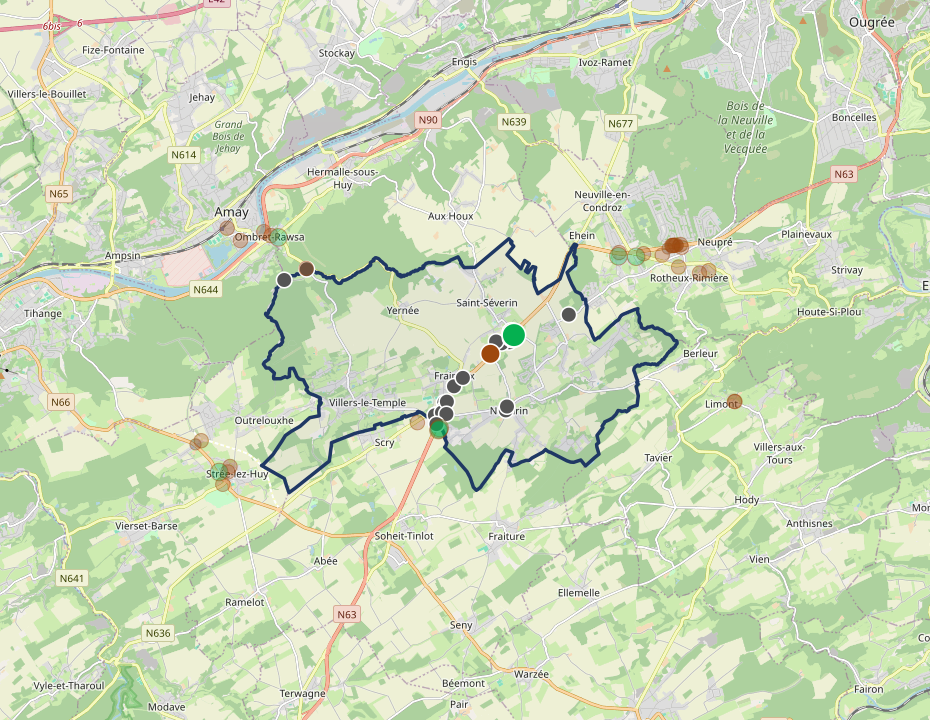 E42
6bis
6
Ougrée
Fize-Fontaine
Stockay
Engis
Ivoz-Ramet
Villers-le-Bouillet
Jehay
Bois de
la Neuville
et de la
Vecquée
Boncelles
N90
N639
N677
Grand
Bois de
Jehay
N614
N63
N65
Hermalle-sous-
Huy
Neuville-en-
Condroz
Amay
Aux Houx
Ombret-Rawsa
Ehein
Neupré
Plainevaux
Ampsin
Rotheux-Rimière
Strivay
N644
Saint-Séverin
Yernée
Houte-Si-Plou
Tihange
Berleur
N66
Villers-le-Temple
Limont
Outrelouxhe
Scry
Villers-aux-
Tours
Tavier
Strée-lez-Huy
Hody
Vierset-Barse
Anthisnes
Soheit-Tinlot
Fraiture
Abée
Vien
N641
Ellemelle
Ramelot
N63
Seny
N636
Warzée
Vyle-et-Tharoul
Béemont
Terwagne
Pair
Modave
Fairon